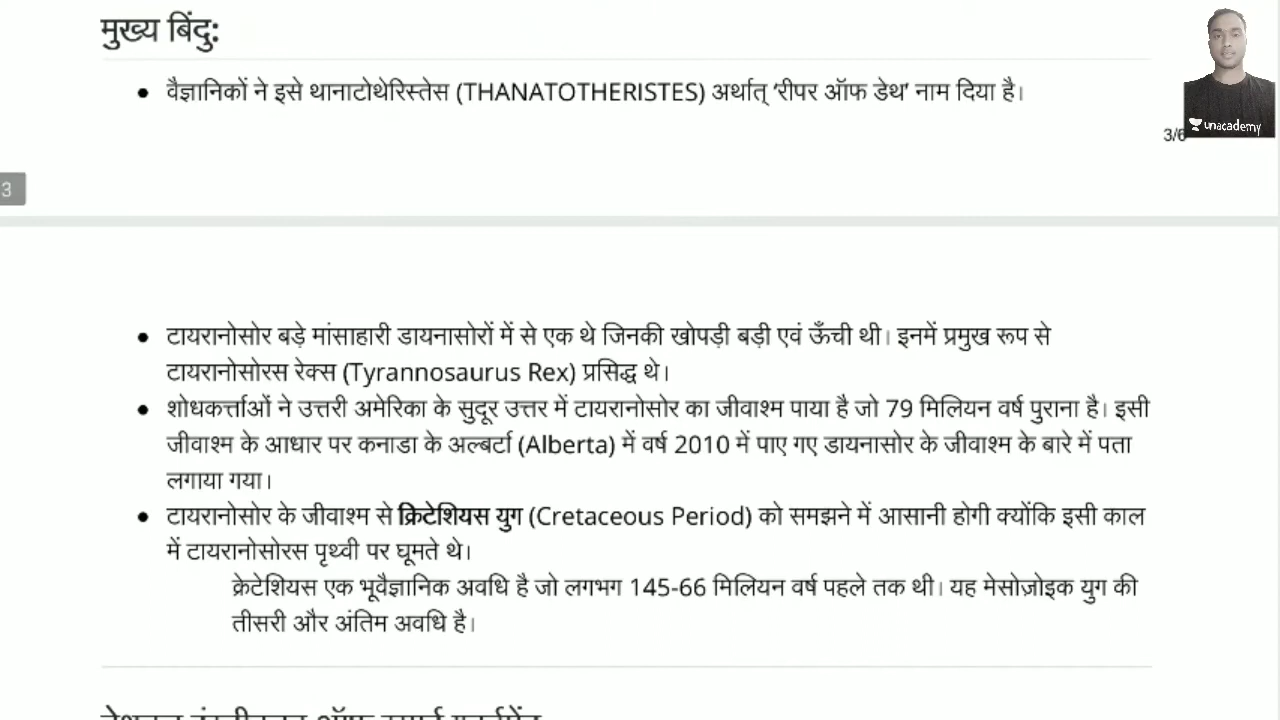 मुख्य बिंदु:
वैज्ञानिकों ने इसे थानाटोथेरिस्तेस (THANATOTHERISTES) अर्थात् ‘रीपर ऑफ डेथ’ नाम दिया है।
unacademy
3/6
3
टायरानोसोर बड़े मांसाहारी डायनासोरों में से एक थे जिनकी खोपड़ी बड़ी एवं ऊँची थी। इनमें प्रमुख रूप से
टायरानोसोरस रेक्स (Tyrannosaurus Rex) प्रसिद्ध थे।
शोधकर्त्ताओं ने उत्तरी अमेरिका के सुदूर उत्तर में टायरानोसोर का जीवाश्म पाया है जो 79 मिलियन वर्ष पुराना है। इसी
जीवाश्म के आधार पर कनाडा के अल्बर्टा (Alberta) में वर्ष 2010 में पाए गए डायनासोर के जीवाश्म के बारे में पता
लगाया गया।
टायरानोसोर के जीवाश्म से क्रिटेशियस युग (Cretaceous Period) को समझने में आसानी होगी क्योंकि इसी काल
में टायरानोसोरस पृथ्वी पर घूमते थे।
क्रेटेशियस एक भूवैज्ञानिक अवधि है जो लगभग 145-66 मिलियन वर्ष पहले तक थी। यह मेसोज़ोइक युग की
तीसरी और अंतिम अवधि है।